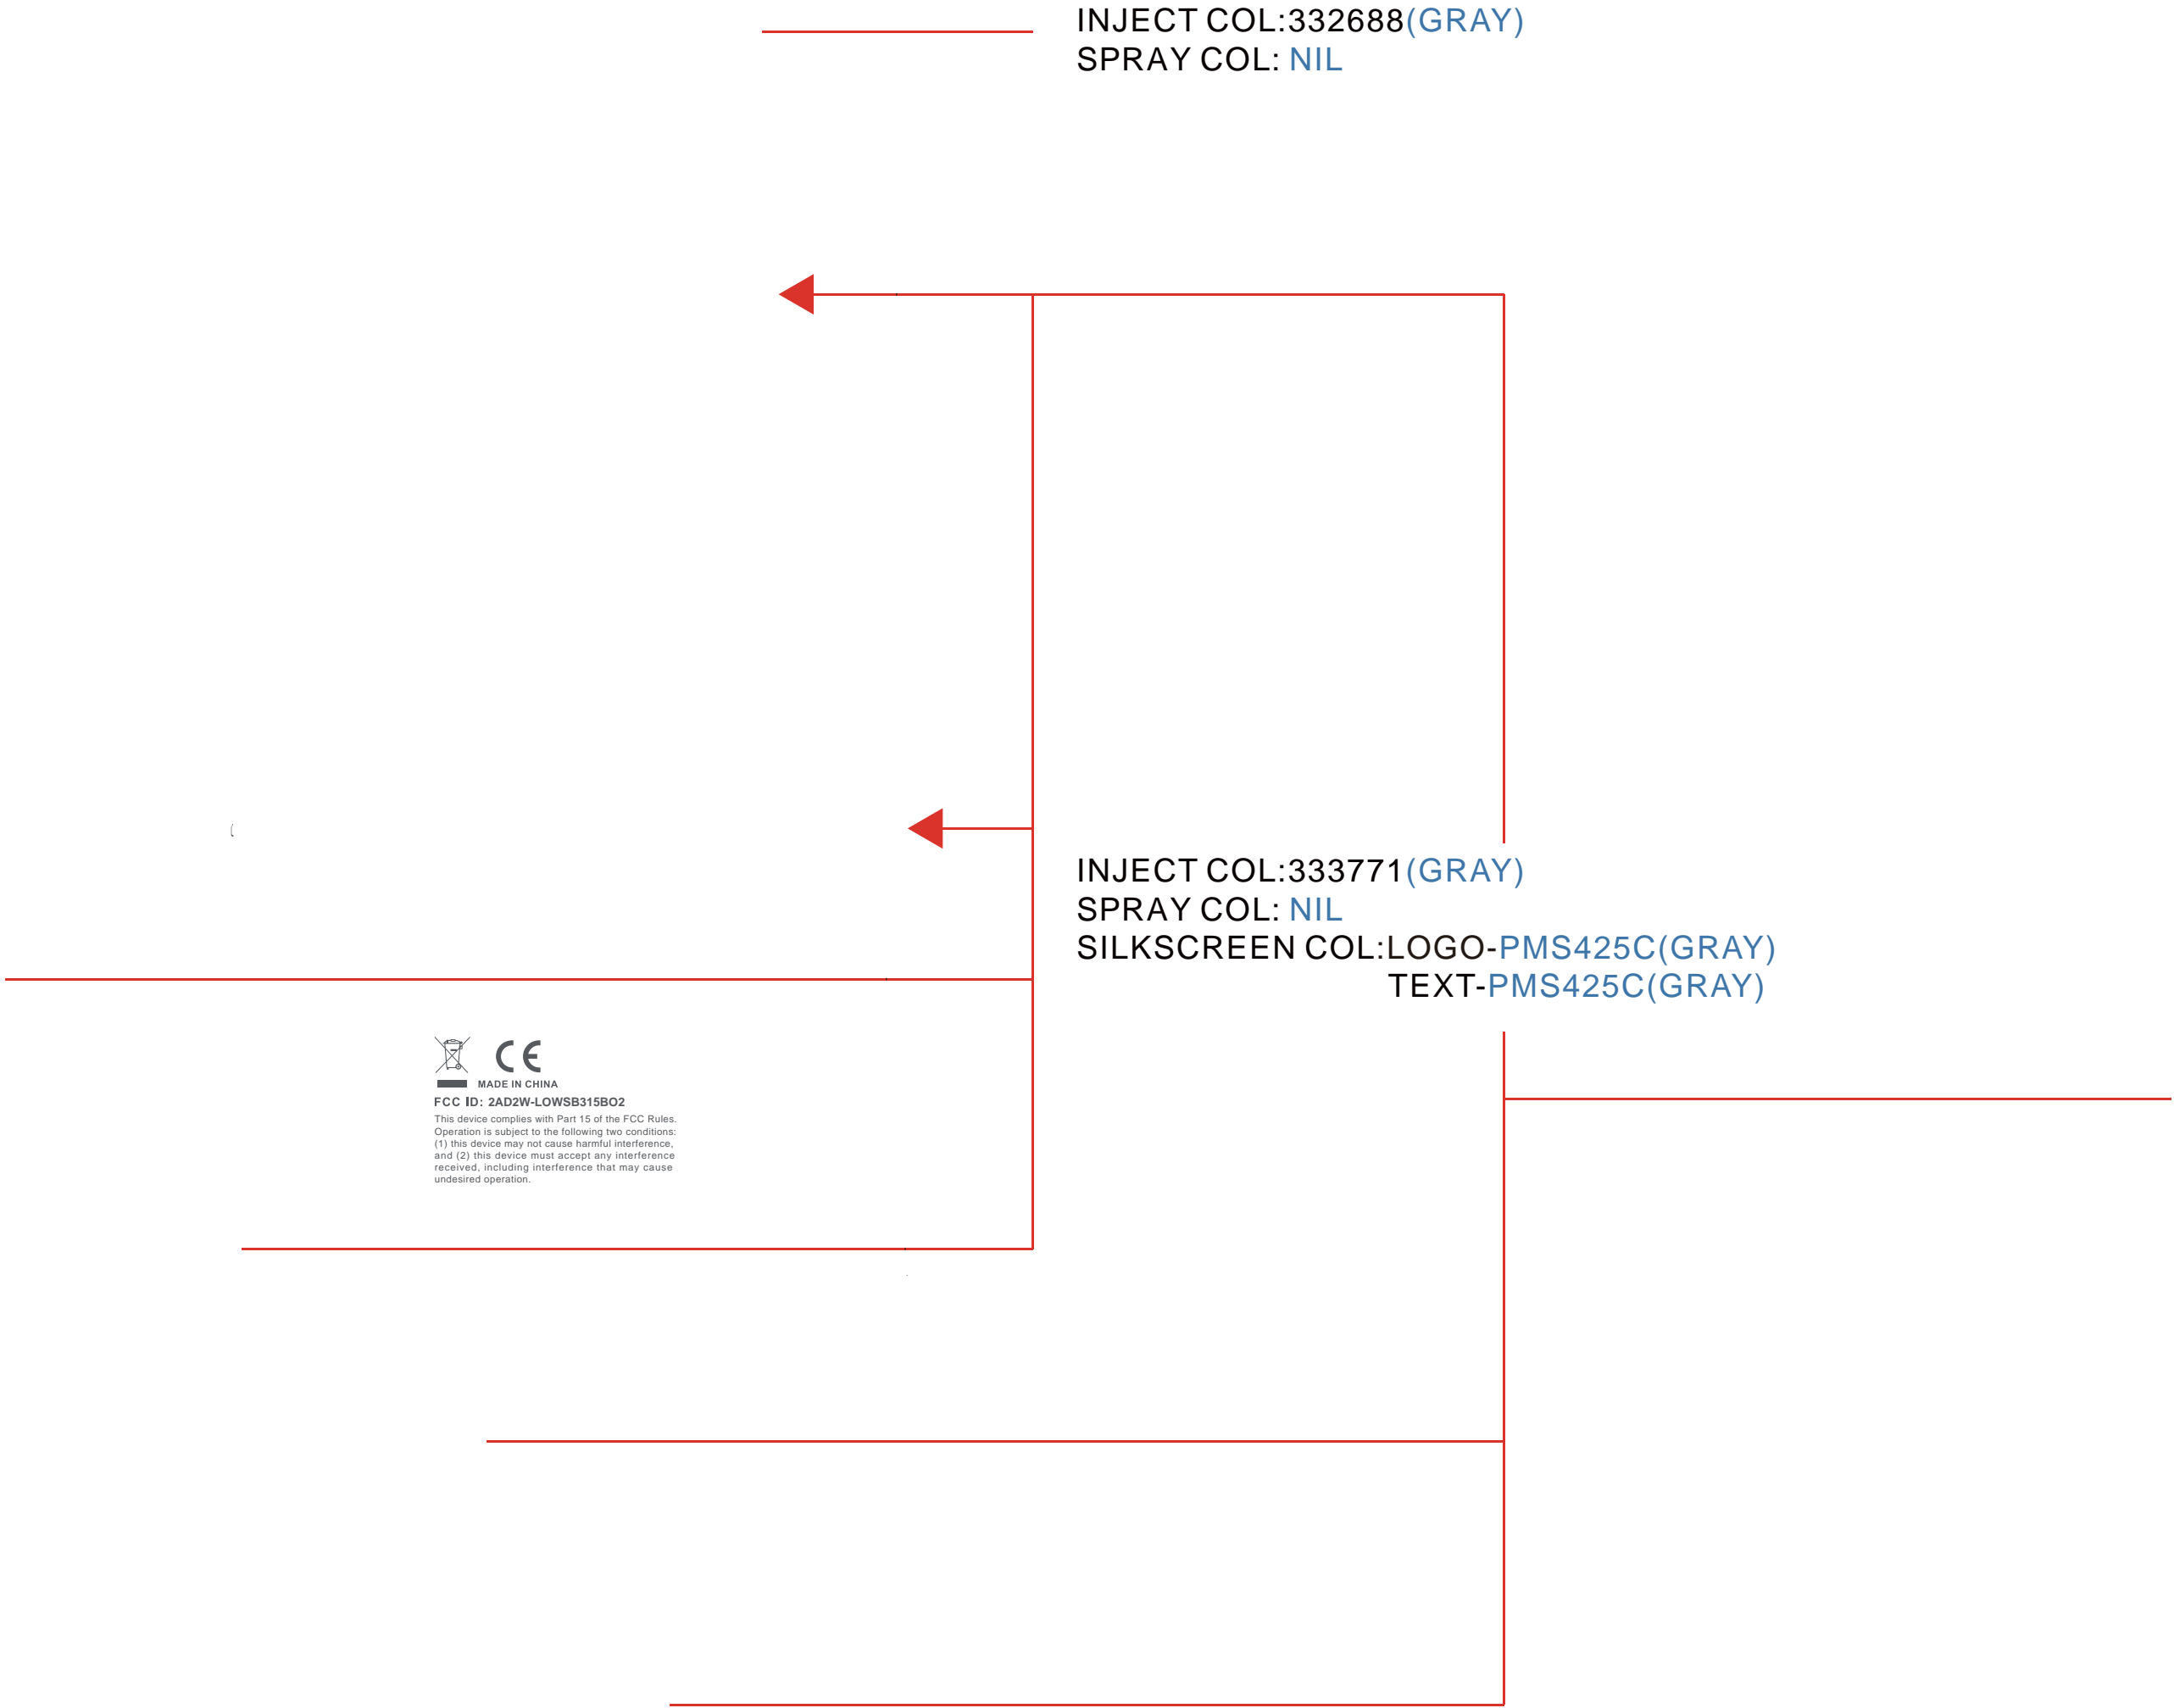 INJECT COL:332688(GRAY)
SPRAY COL: NIL
INJECT COL:333771(GRAY)
SPRAY COL: NIL
SILKSCREEN COL:LOGO-PMS425C(GRAY)
TEXT-PMS425C(GRAY)
CE
MADE IN CHINA
FCC ID: 2AD2W-LOWSB315BO2
This device complies with Part 15 of the FCC Rules.
Operation is subject to the following two conditions:
(1) this device may not cause harmful interference,
and (2) this device must accept any interference
received, including interference that may cause
undesired operation.